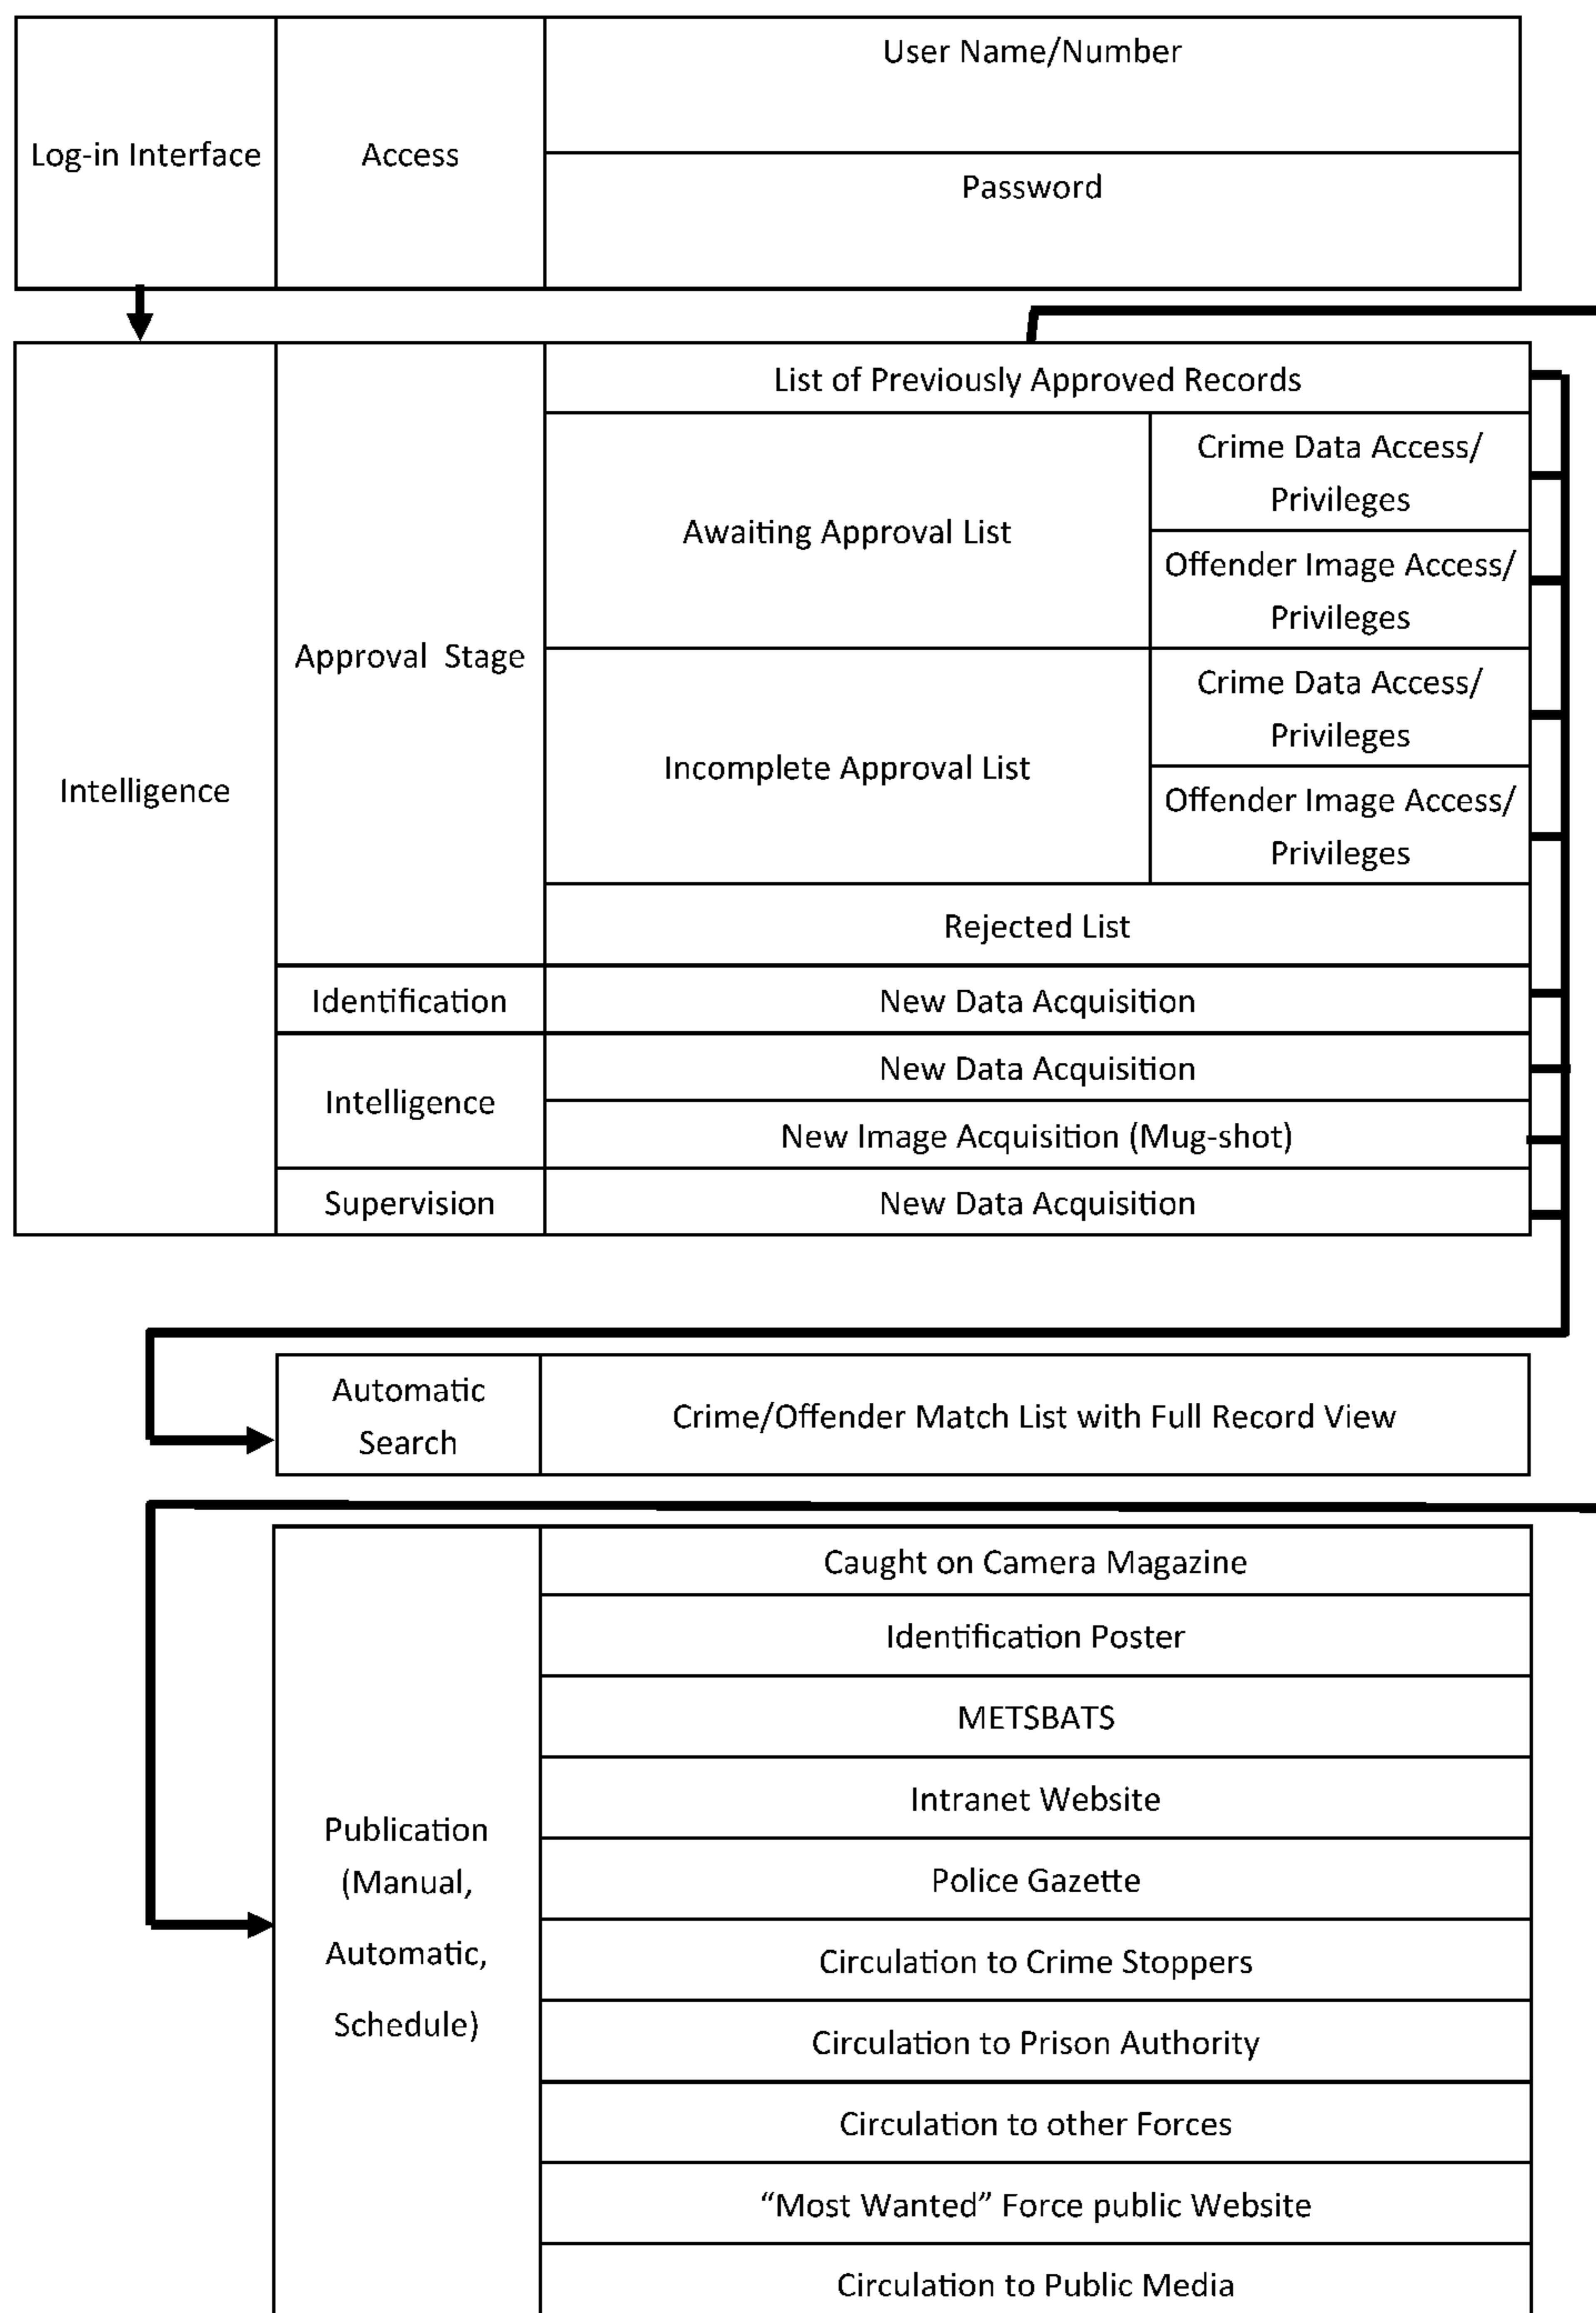 User Name/Number
Log-in Interface
Access
Password
List of Previously Approved Records
Crime Data Access/
Privileges
Awaiting Approval List
Offender Image Access/
Privileges
Approval Stage
Crime Data Access/
Privileges
Incomplete Approval List
Intelligence
Offender Image Access/
Privileges
Rejected List
Identification
New Data Acquisition
Intelligence
New Data Acquisition
New Image Acquisition (Mug-shot)
Supervision
New Data Acquisition
Automatic
Search
Crime/Offender Match List with Full Record View
Caught on Camera Magazine
Identification Poster
METSBATS
Intranet Website
Publication
(Manual,
Automatic,
Schedule)
Police Gazette
Circulation to Crime Stoppers
Circulation to Prison Authority
Circulation to other Forces
“Most Wanted” Force public Website
Circulation to Public Media